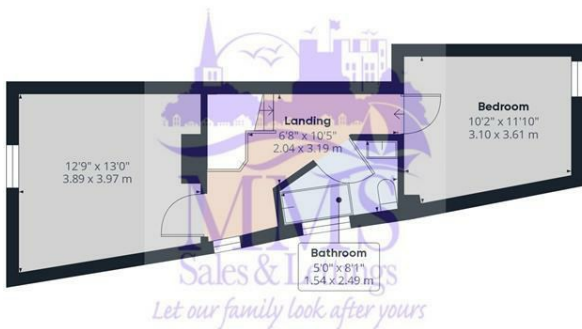 Landing
6'8" x 10'5"
2.04 x 3.19 m
Bedroom
10'2" x 11'10"
3.10 x 3.61 m
12'9" x 13'0"
3.89 x 3.97 m
Bathroom
5'0" x 8'1"
1.54 x 2.49 m
MMS
Sales & Lettings
Let our family look after yours